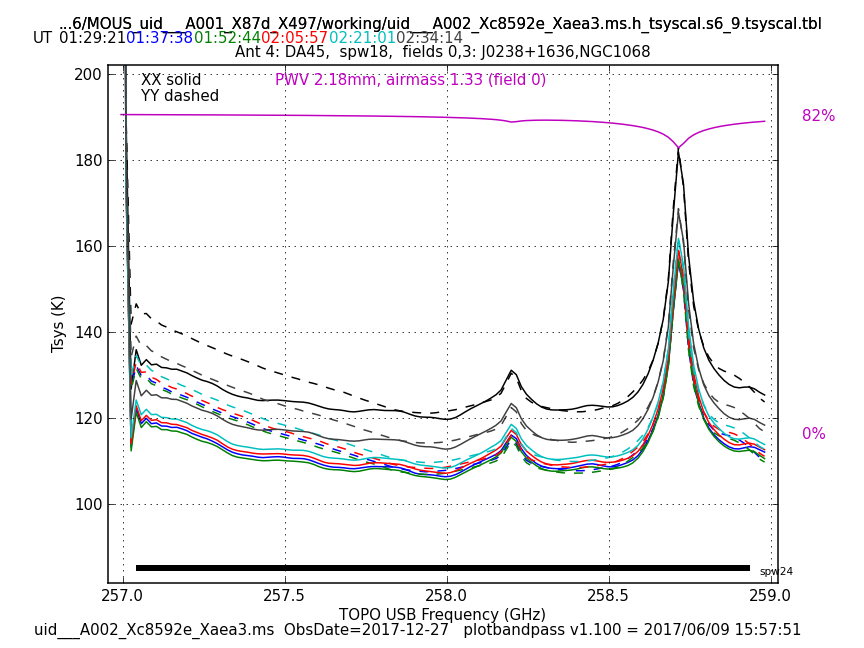 ...6/MOUS_uid___A001_X87d_X497/working/uid___A002_Xc8592e_Xaea3.ms.h_tsyscal.s6_9.tsyscal.tbl
UT 01:29:21 01:37:38 01:52:44 02:05:57 02:21:01 02:34:14
Ant 4: DA45, spw18, fields 0,3: J0238+1636,NGC1068
XX solid
YY dashed
PWV 2.18mm, airmass 1.33 (field 0)
200
180
160
140
120
100
Tsys (K)
82%
0%
spw24
257.0 257.5 258.0 258.5 259.0
TOPO USB Frequency (GHz)
uid___A002_Xc8592e_Xaea3.ms ObsDate=2017-12-27 plotbandpass v1.100 = 2017/06/09 15:57:51